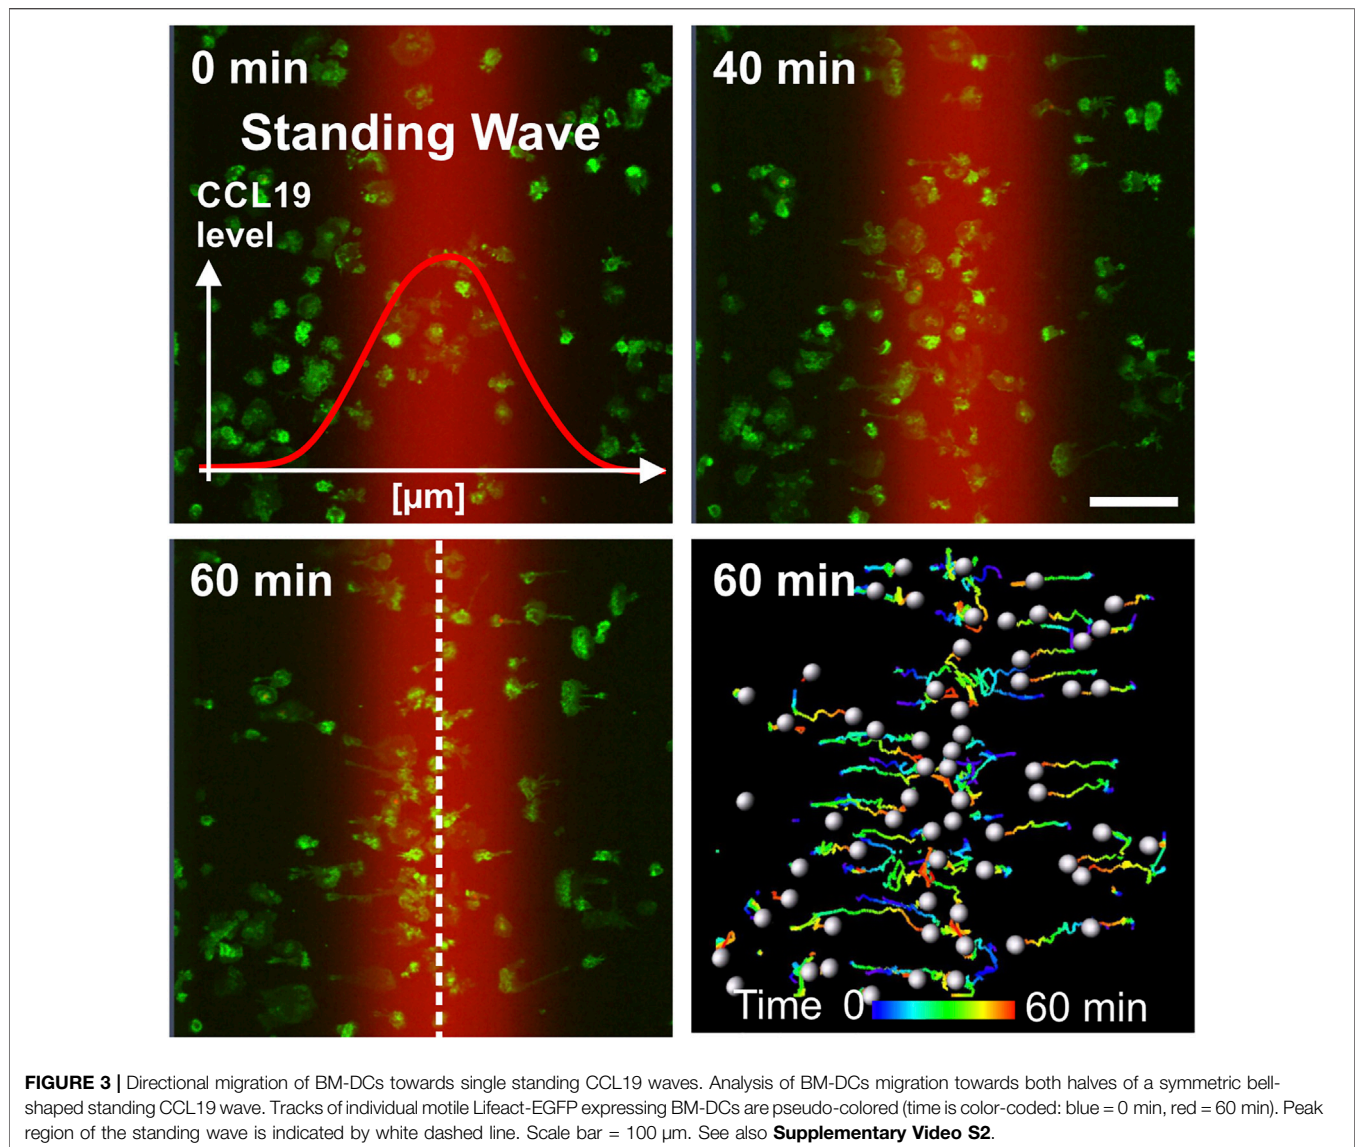 0 min
Standing Wave
CCL19
level
[µm]
40 min
60 min
60 min
Time 0 60 min
FIGURE 3 | Directional migration of BM-DCs towards single standing CCL19 waves. Analysis of BM-DCs migration towards both halves of a symmetric bell-
shaped standing CCL19 wave. Tracks of individual motile Lifeact-EGFP expressing BM-DCs are pseudo-colored (time is color-coded: blue = 0 min, red = 60 min). Peak
region of the standing wave is indicated by white dashed line. Scale bar = 100 µm. See also Supplementary Video S2.